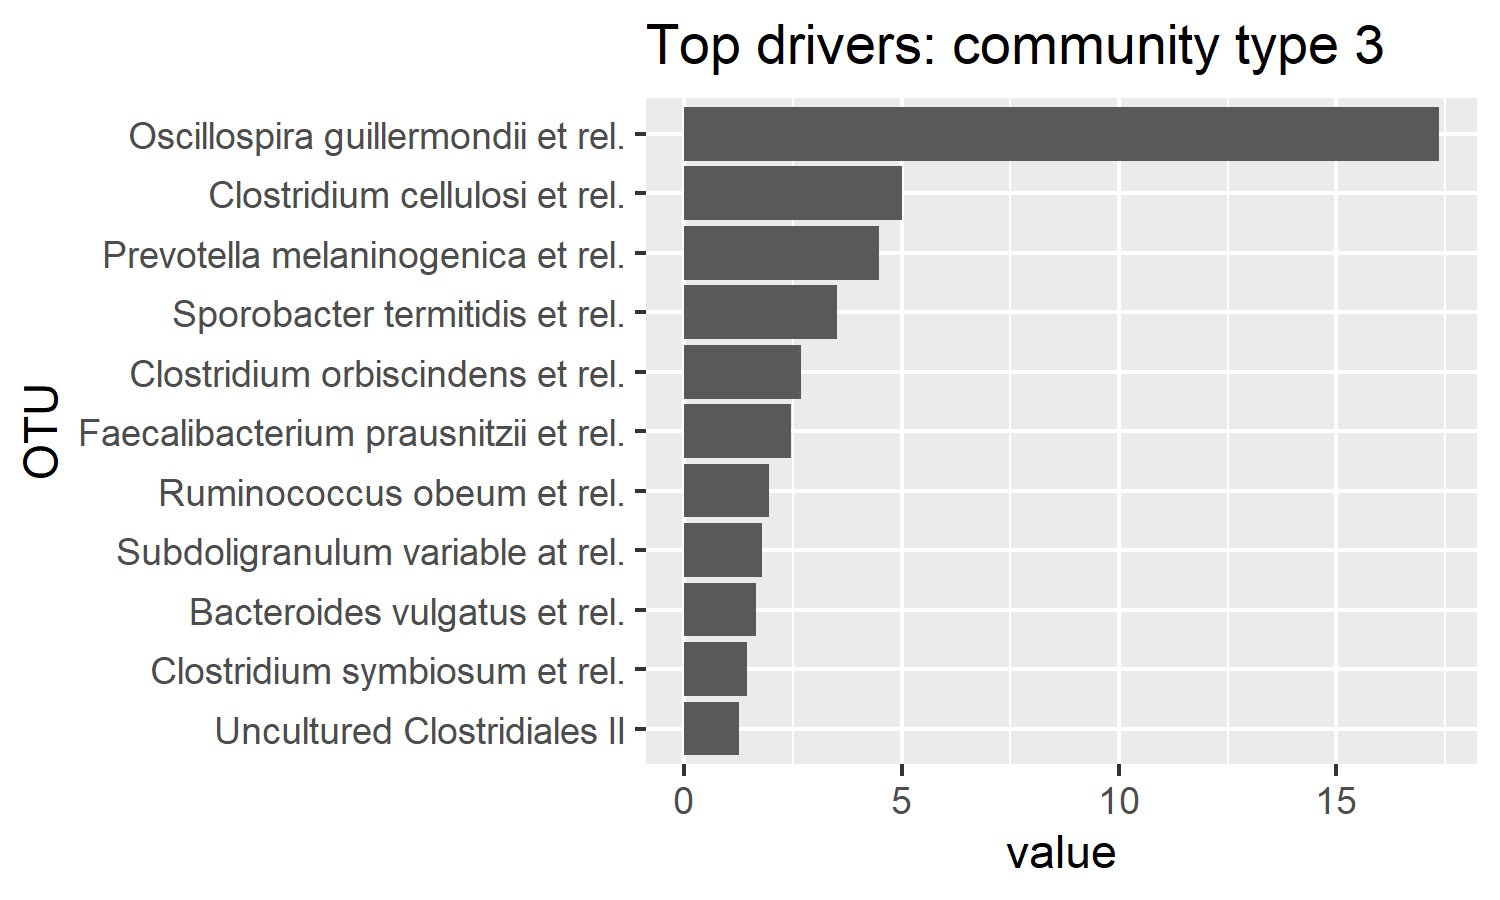 Top drivers: community type 3
Oscillospira guillermondii et rel.
Clostridium cellulosi et rel.
Prevotella melaninogenica et rel.
Sporobacter termitidis et rel.
Clostridium orbiscindens et rel.
Faecalibacterium prausnitzii et rel.
Ruminococcus obeum et rel.
Subdoligranulum variable at rel.
Bacteroides vulgatus et rel.
Clostridium symbiosum et rel.
Uncultured Clostridiales II
OTU
0 5 10 15
value